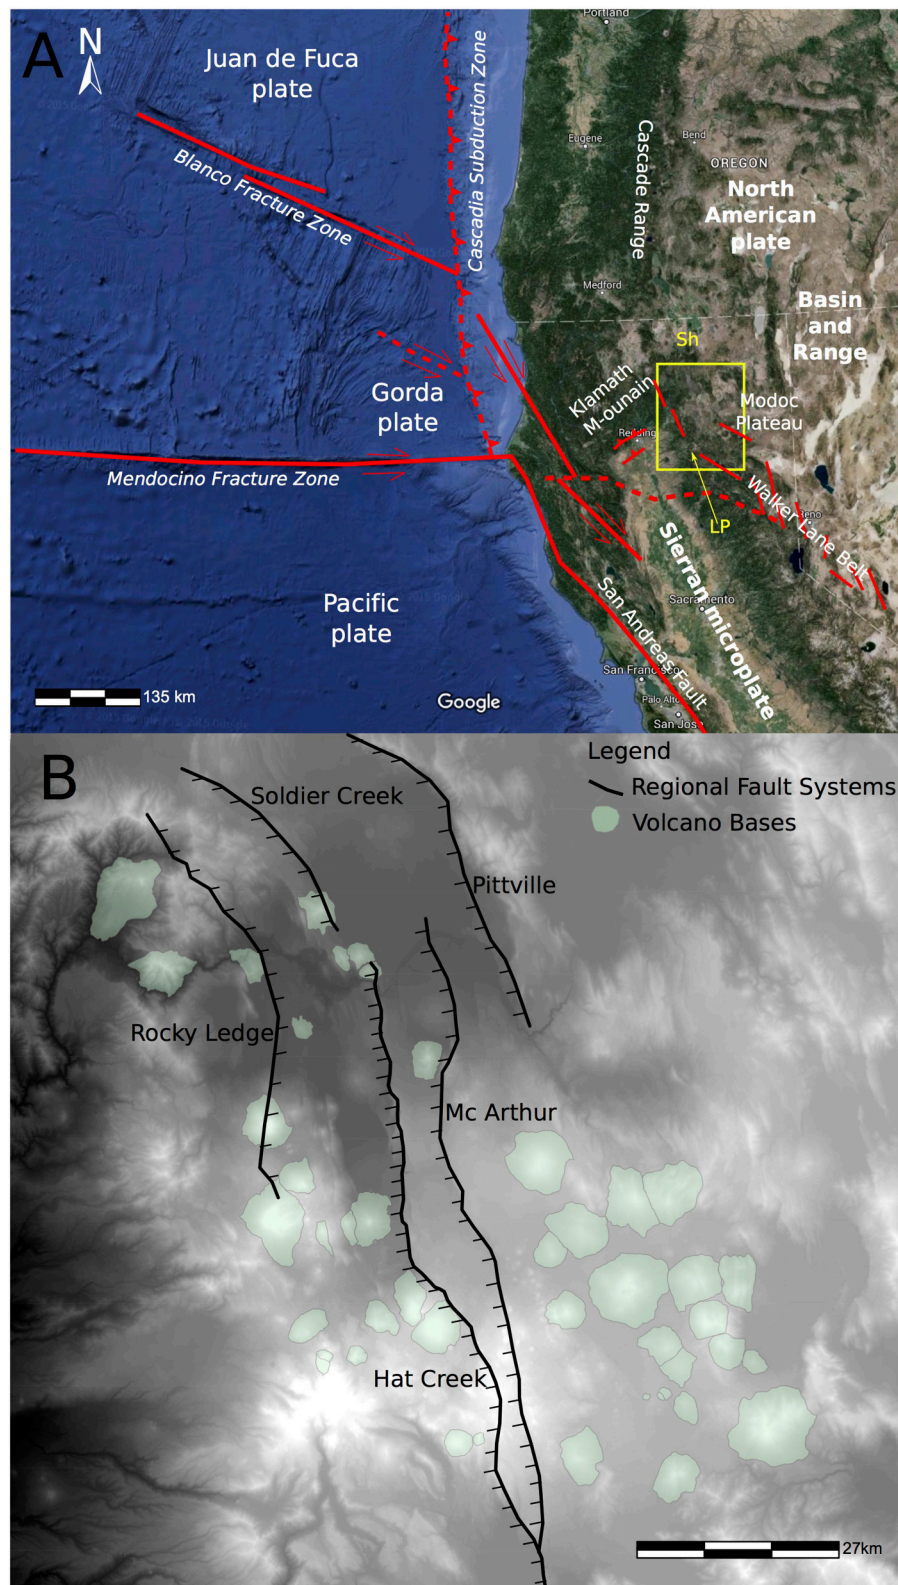 A
N
Juan de Fuca
plate
Cascadia Subduction Zone
Blanco Fracture Zone
Portland
Eugene
Bend
Cascade Range
OREGON
North
American
plate
Medford
Basin
and
Range
Sh
Klamath
M-ounain
Modoc
Plateau
Redding
Gorda
plate
Mendocino Fracture Zone
LP
Walker Lane Belt
Sierran microplate
Pacific
plate
San Andreas Fault
Sacramento
San Francisco
Palo Alto
San Jose
135 km
Google
B
Legend
Regional Fault Systems
Volcano Bases
Soldier Creek
Pittville
Rocky Ledge
Mc Arthur
Hat Creek
27km